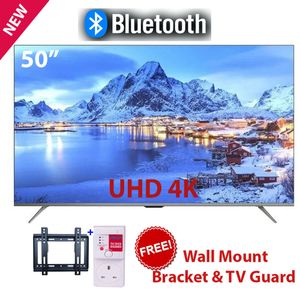 NEW
Bluetooth
50”
UHD 4K
+
FREE!
Wall Mount
Bracket & TV Guard